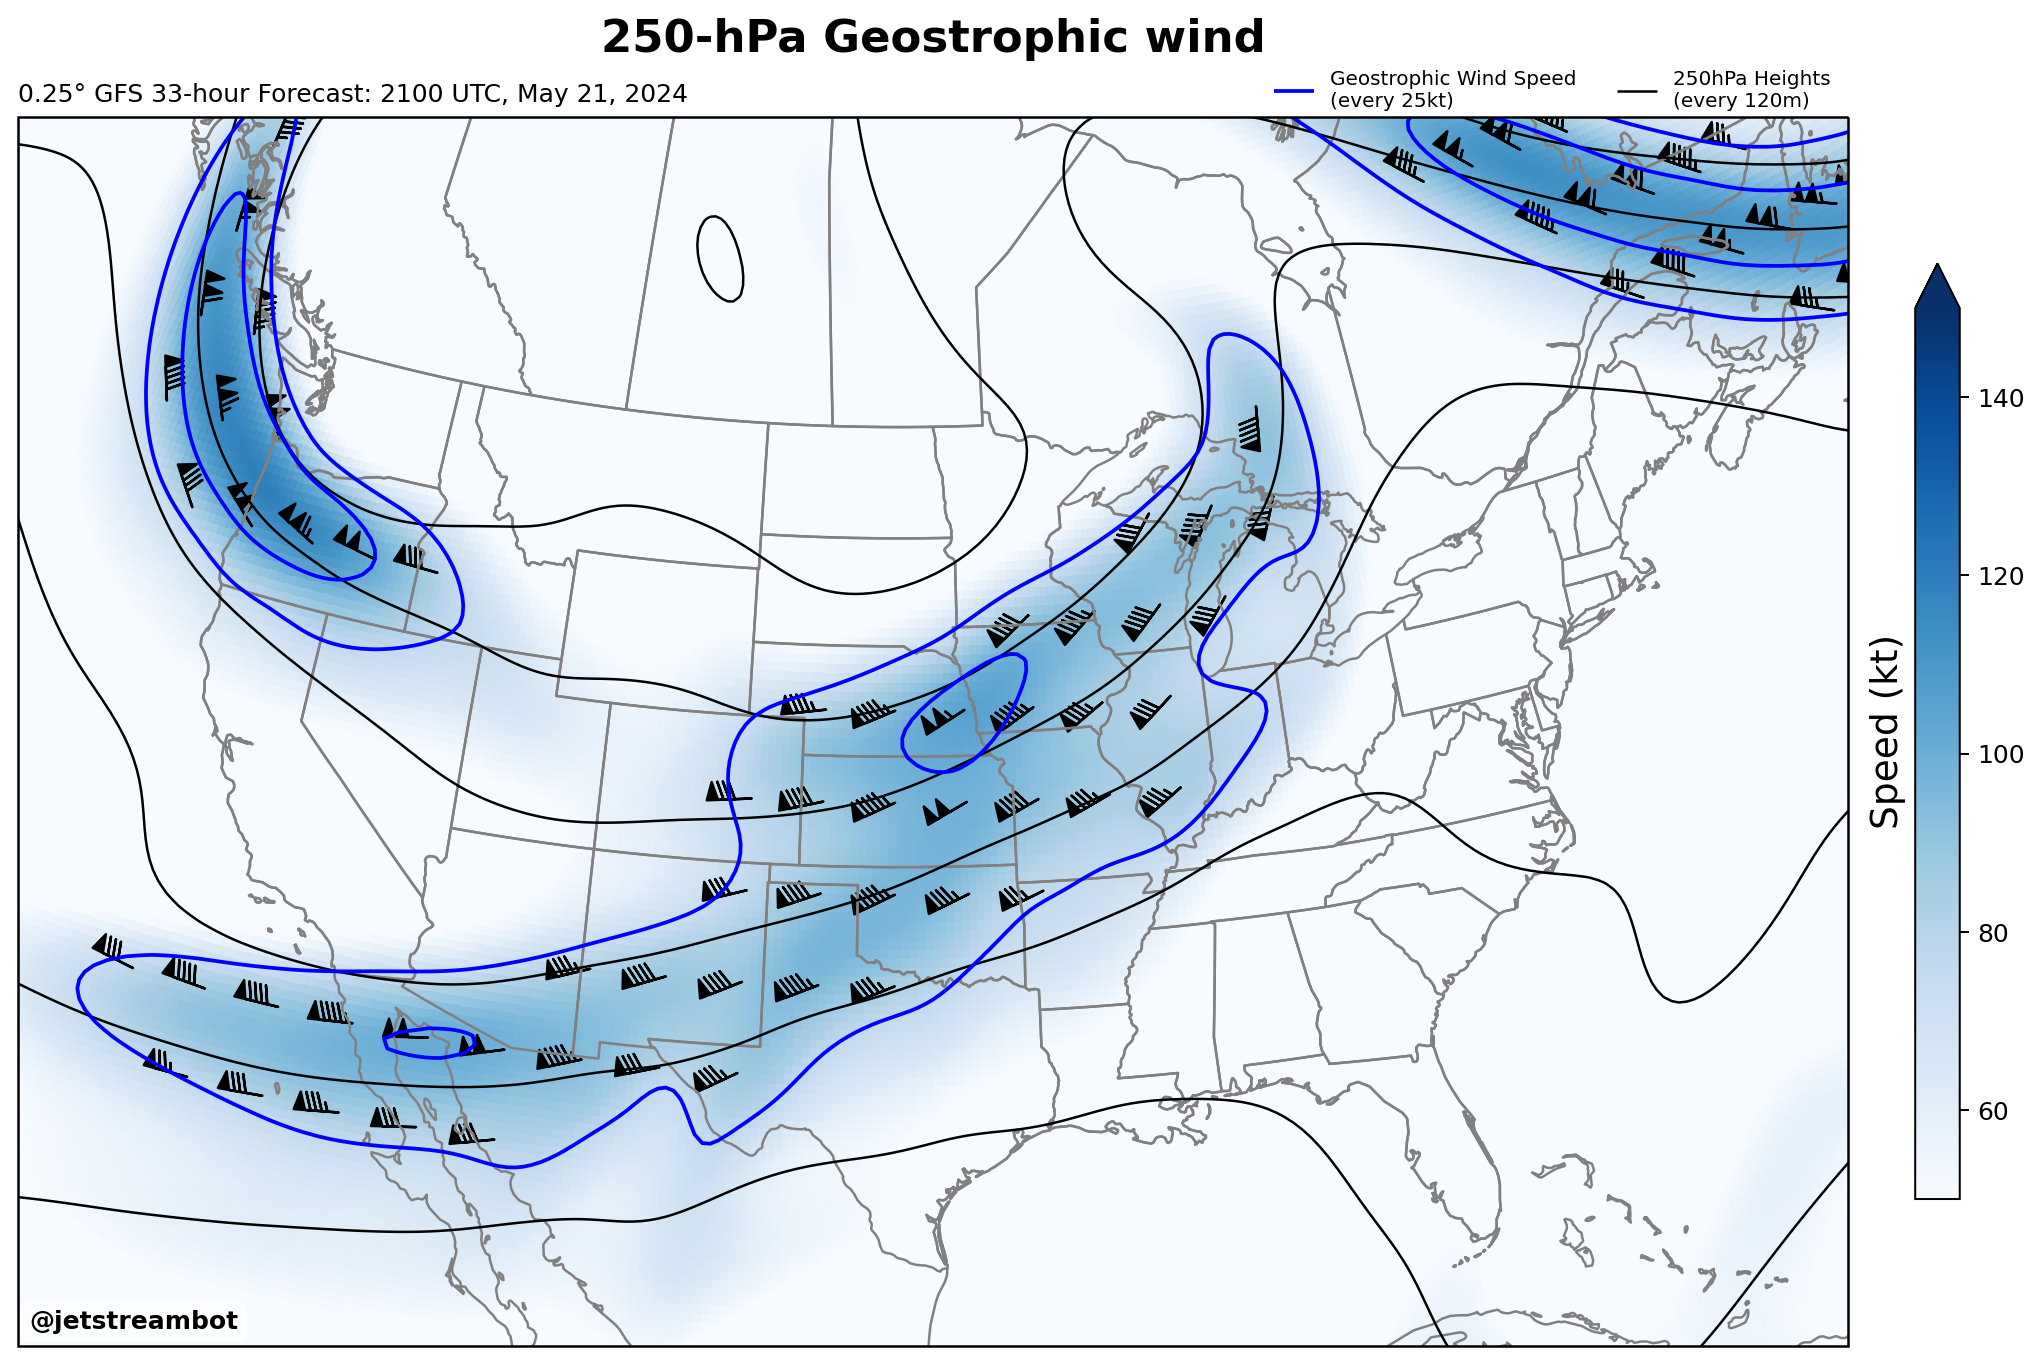 250-hPa Geostrophic wind
0.25° GFS 33-hour Forecast: 2100 UTC, May 21, 2024
Geostrophic Wind Speed
(every 25kt)
250hPa Heights
(every 120m)
140
120
100
80
60
Speed (kt)
@jetstreambot